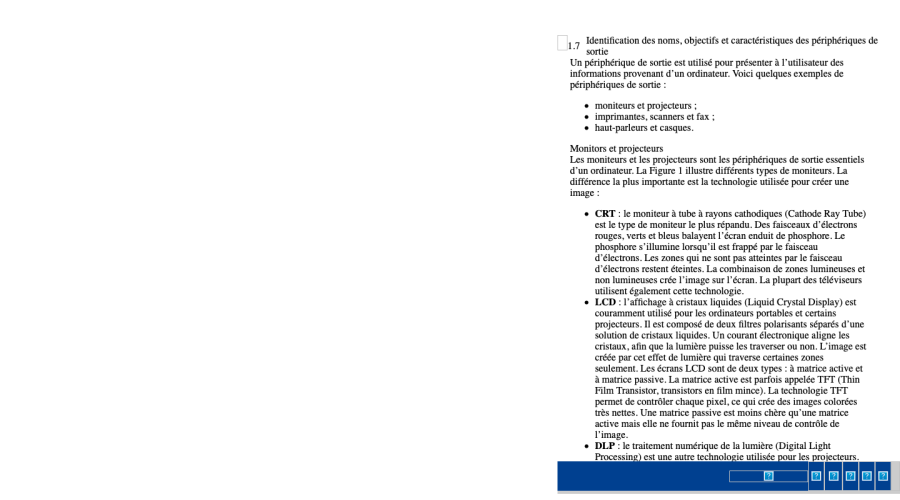 1.7 Identification des noms, objectifs et caractéristiques des périphériques de
sortie
Un périphérique de sortie est utilisé pour présenter à l’utilisateur des
informations provenant d’un ordinateur. Voici quelques exemples de
périphériques de sortie :
• moniteurs et projecteurs ;
• imprimantes, scanners et fax ;
• haut-parleurs et casques.
Monitors et projecteurs
Les moniteurs et les projecteurs sont les périphériques de sortie essentiels
d’un ordinateur. La Figure 1 illustre différents types de moniteurs. La
différence la plus importante est la technologie utilisée pour créer une
image :
• CRT : le moniteur à tube à rayons cathodiques (Cathode Ray Tube)
est le type de moniteur le plus répandu. Des faisceaux d’électrons
rouges, verts et bleus balayent l’écran enduit de phosphore. Le
phosphore s’illumine lorsqu’il est frappé par le faisceau
d’électrons. Les zones qui ne sont pas atteintes par le faisceau
d’électrons restent éteintes. La combinaison de zones lumineuses et
non lumineuses crée l’image sur l’écran. La plupart des téléviseurs
utilisent également cette technologie.
• LCD : l’affichage à cristaux liquides (Liquid Crystal Display) est
couramment utilisé pour les ordinateurs portables et certains
projecteurs. Il est composé de deux filtres polarisants séparés d’une
solution de cristaux liquides. Un courant électronique aligne les
cristaux, afin que la lumière puisse les traverser ou non. L’image est
créée par cet effet de lumière qui traverse certaines zones
seulement. Les écrans LCD sont de deux types : à matrice active et
à matrice passive. La matrice active est parfois appelée TFT (Thin
Film Transistor, transistors en film mince). La technologie TFT
permet de contrôler chaque pixel, ce qui crée des images colorées
très nettes. Une matrice passive est moins chère qu’une matrice
active mais elle ne fournit pas le même niveau de contrôle de
l’image.
• DLP : le traitement numérique de la lumière (Digital Light
Processing) est une autre technologie utilisée pour les projecteurs.